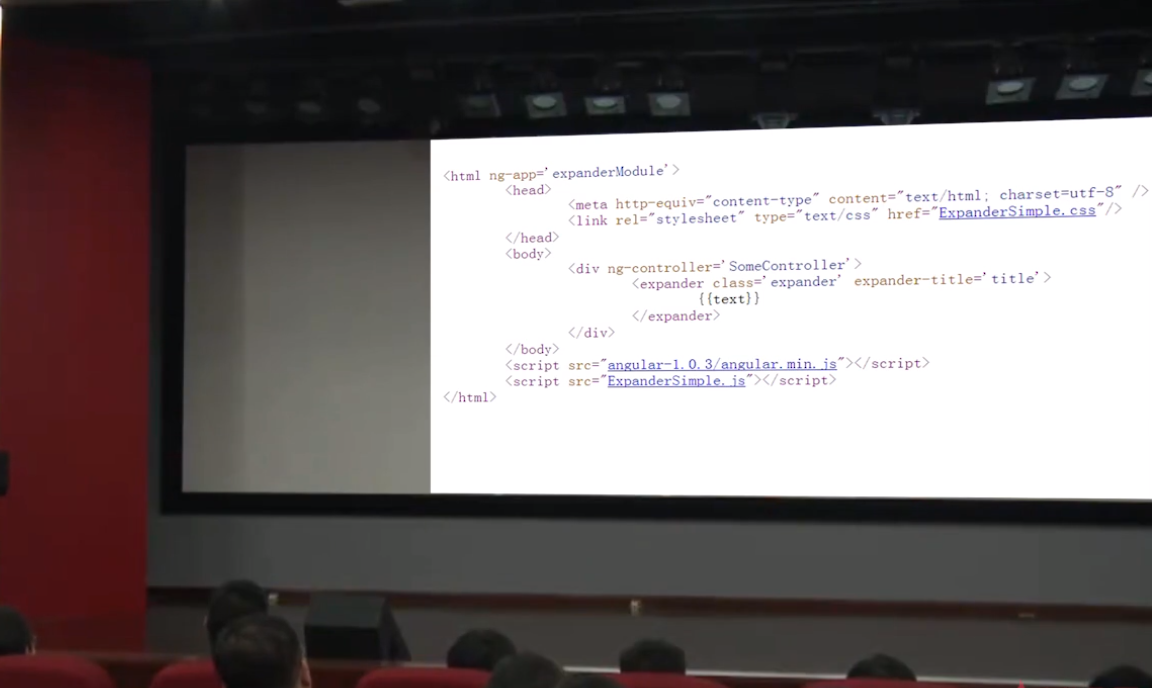 <html ng-app='expanderModule'>
<head>
<meta http-equiv="content-type" content="text/html; charset=utf-8" />
<link rel="stylesheet" type="text/css" href="ExpanderSimple.css"/>
</head>
<body>
<div ng-controller='SomeController'>
<expander class='expander' expander-title='title'>
{{text}}
</expander>
</div>
</body>
<script src="angular-1.0.3/angular.min.js"></script>
<script src="ExpanderSimple.js"></script>
</html>